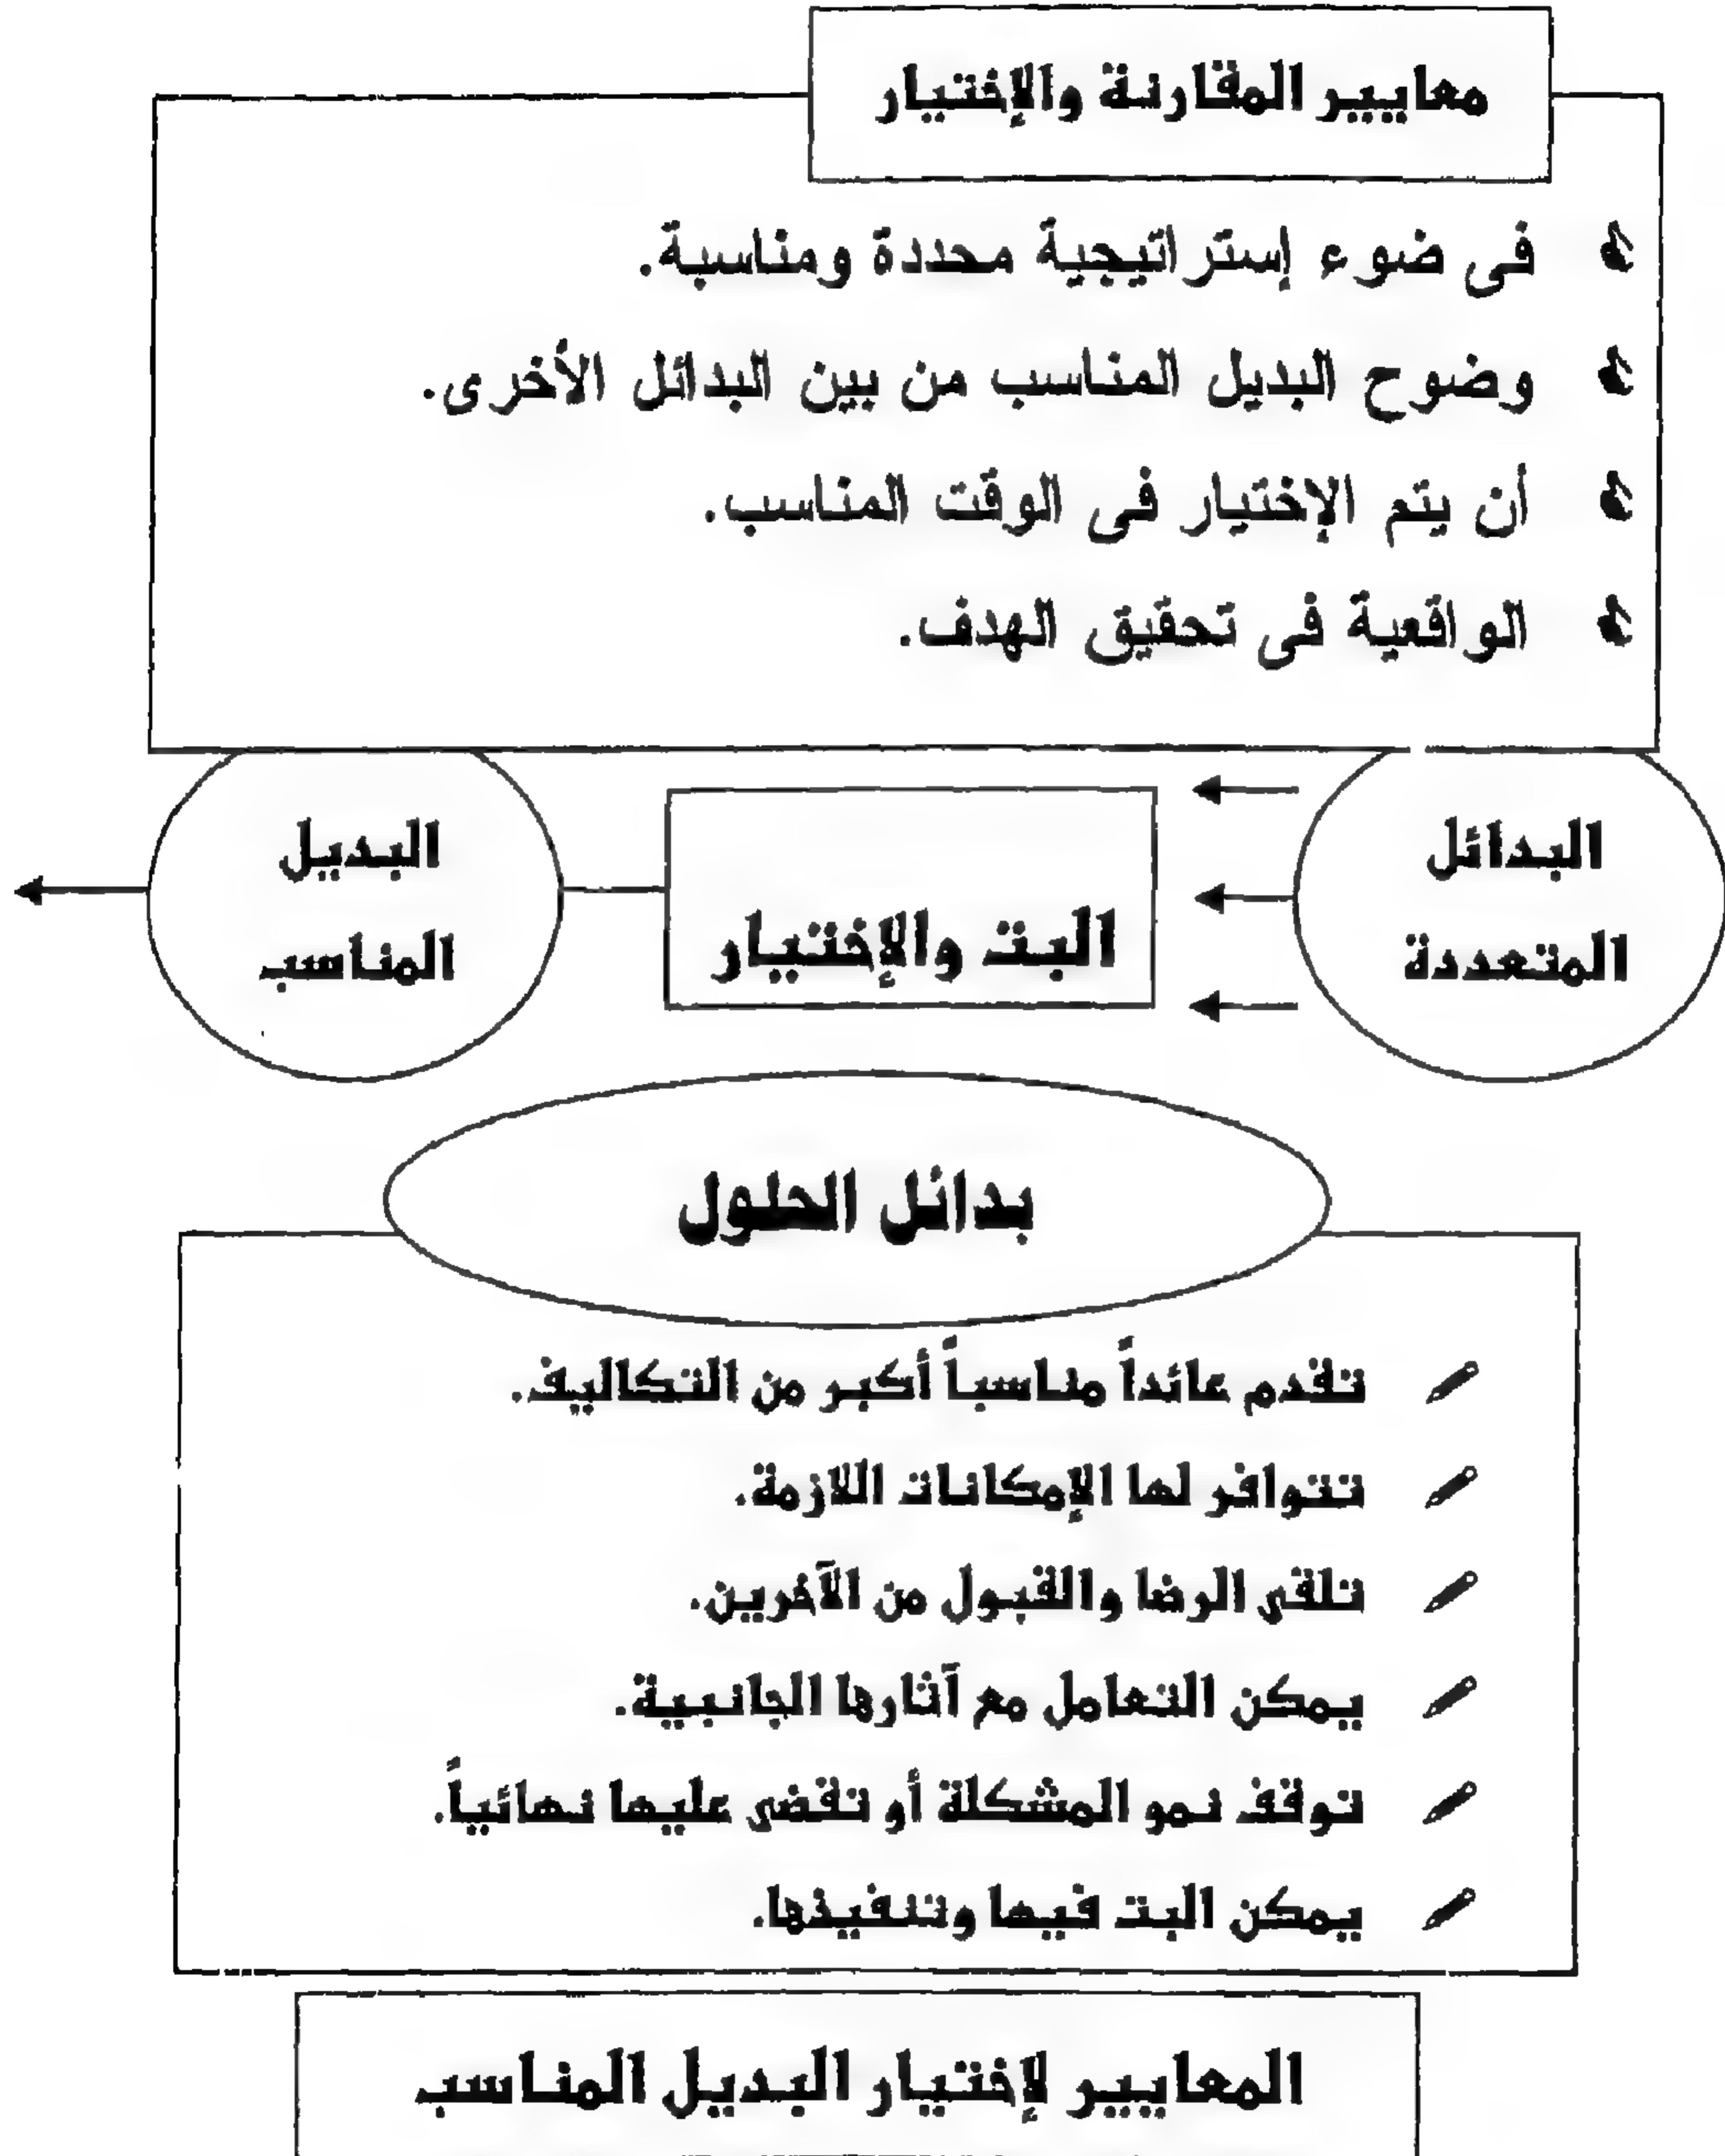 معايير المقارنة والإختيار
فى ضوء إستراتيجية محددة ومناسبة.
وضوح البديل المناسب من بين البدائل الأخرى.
أن يتم الإختيار فى الوقت المناسب.
الواقعية فى تحقيق الهدف.
البدائل
المتعددة
البت والإختيار
البديل
المناسب
بدائل الحلول
تقدم عائداً مناسباً أكبر من التكاليف.
تتوافر لها الإمكانات اللازمة.
تلقى الرضا والقبول من الآخرين.
يمكن التعامل مع آثارها الجانبية.
توقف نمو المشكلة أو تقضى عليها نهائياً.
يمكن البت فيها وتنفيذها.
المعايير لإختيار البديل المناسب